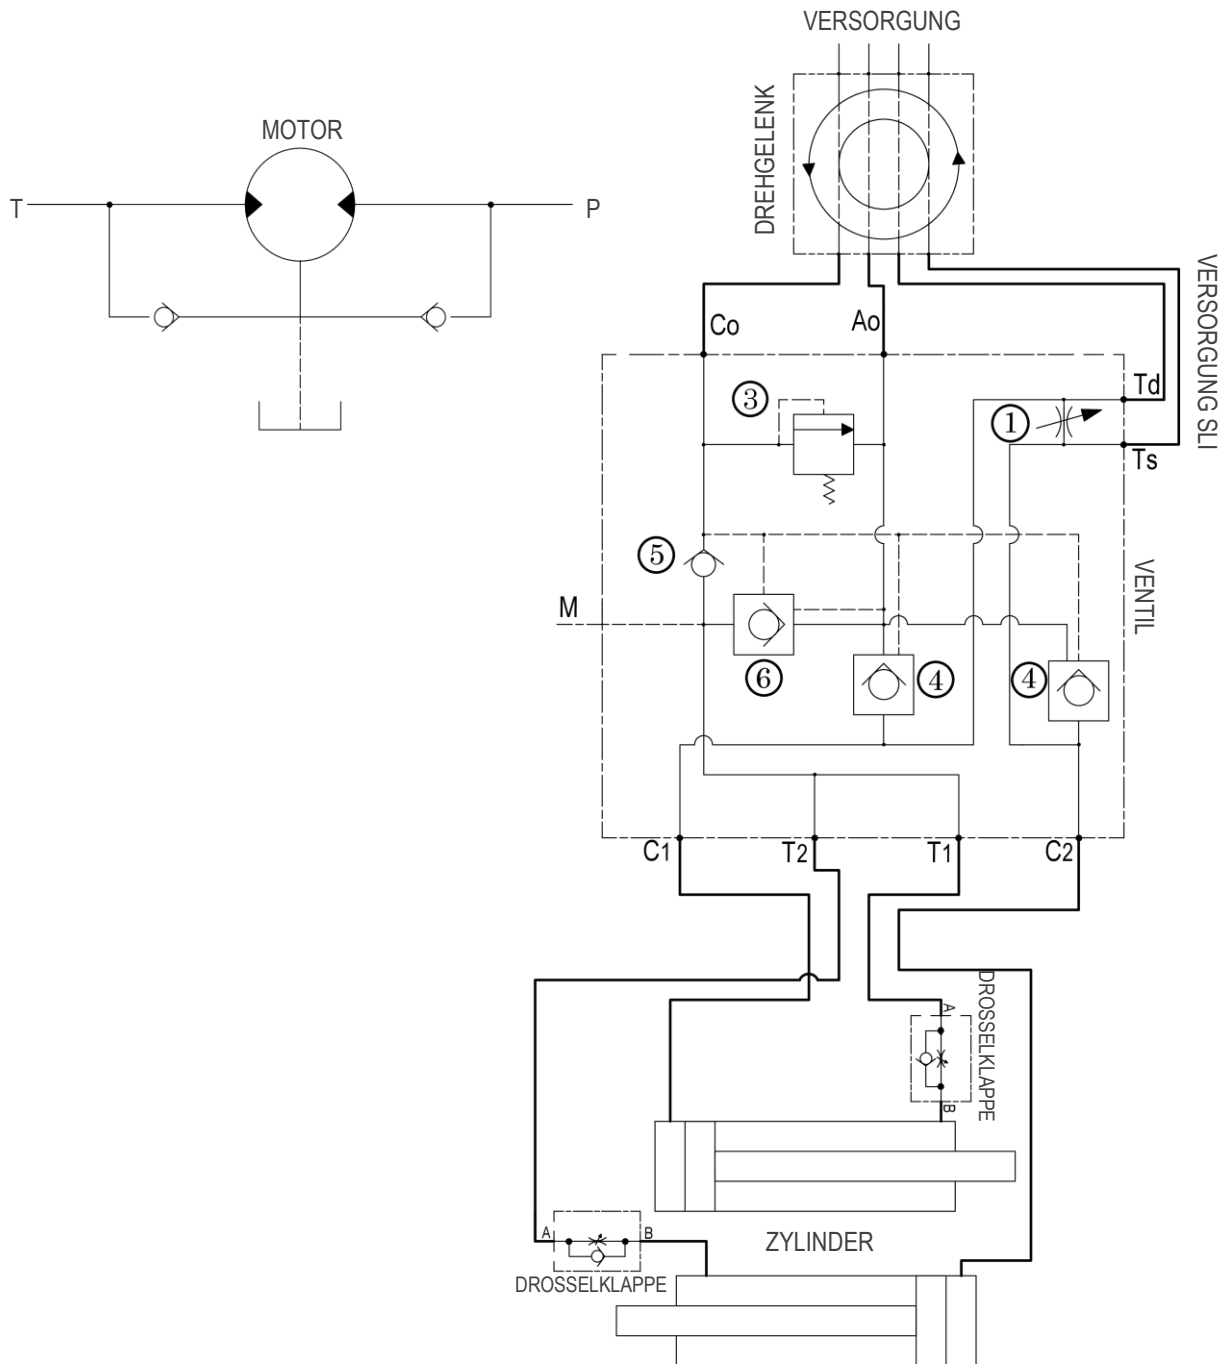 VERSORGUNG
DREHGELENK
MOTOR
T
P
VERSORGUNG SLI
Co
Ao
Td
③
①
Ts
⑤
VENTIL
M
⑥
④
④
C1
T2
T1
C2
DROSSELKLAPPE
A
B
A
B
ZYLINDER
DROSSELKLAPPE